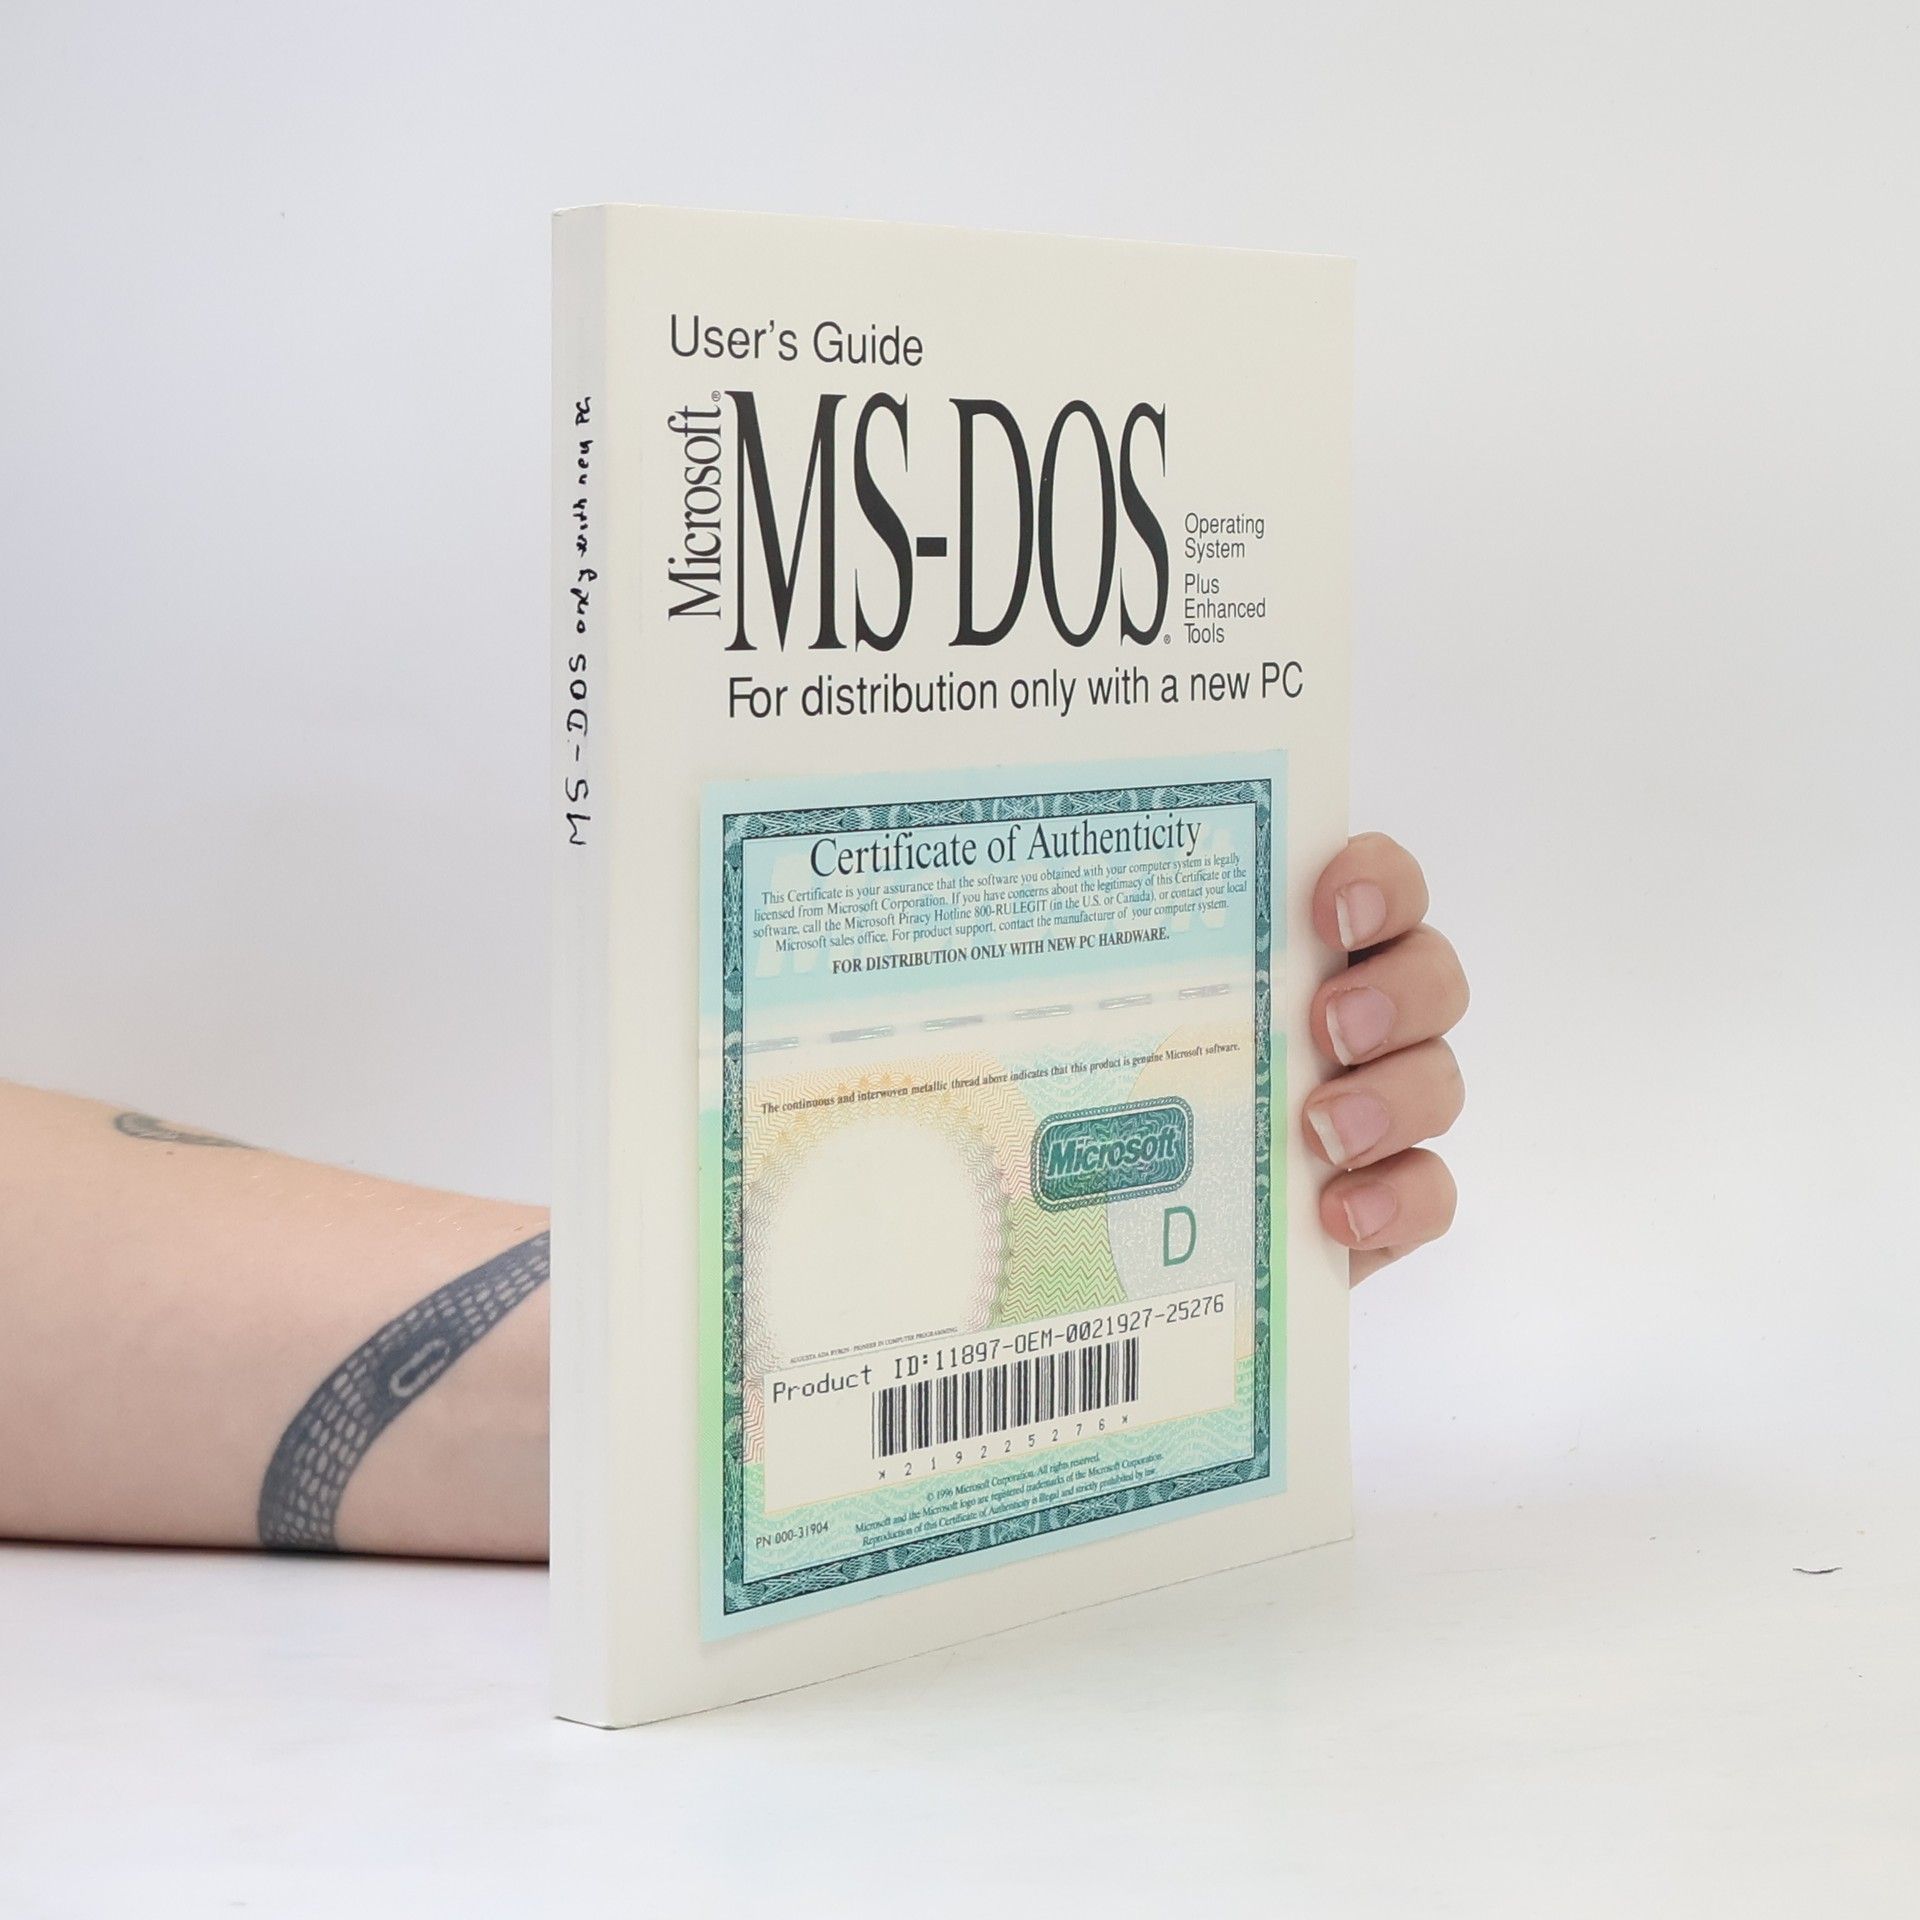 MS-DOS only with new PC
User's Guide
Microsoft®
MS-DOS®
Operating
System
Plus
Enhanced
Tools
For distribution only with a new PC
Certificate of Authenticity
This Certificate is your assurance that the software you obtained with your computer system is legally
licensed from Microsoft Corporation. If you have concerns about the legitimacy of this Certificate or the
software, call the Microsoft Piracy Hotline 800-RULEGIT (in the U.S. or Canada), or contact your local
Microsoft sales office. For product support, contact the manufacturer of your computer system.
FOR DISTRIBUTION ONLY WITH NEW PC HARDWARE.
The continuous and interwoven metallic thread above indicates that this product is genuine Microsoft software.
Microsoft
D
AUGUSTA ADA BYRON - PIONEER IN COMPUTER PROGRAMMING
Product ID:11897-OEM-0021927-25276
* 2 1 9 2 2 5 2 7 6 *
© 1996 Microsoft Corporation. All rights reserved.
Microsoft and the Microsoft logo are registered trademarks of the Microsoft Corporation.
Reproduction of this Certificate of Authenticity is illegal and strictly prohibited by law.
PN 000-31904